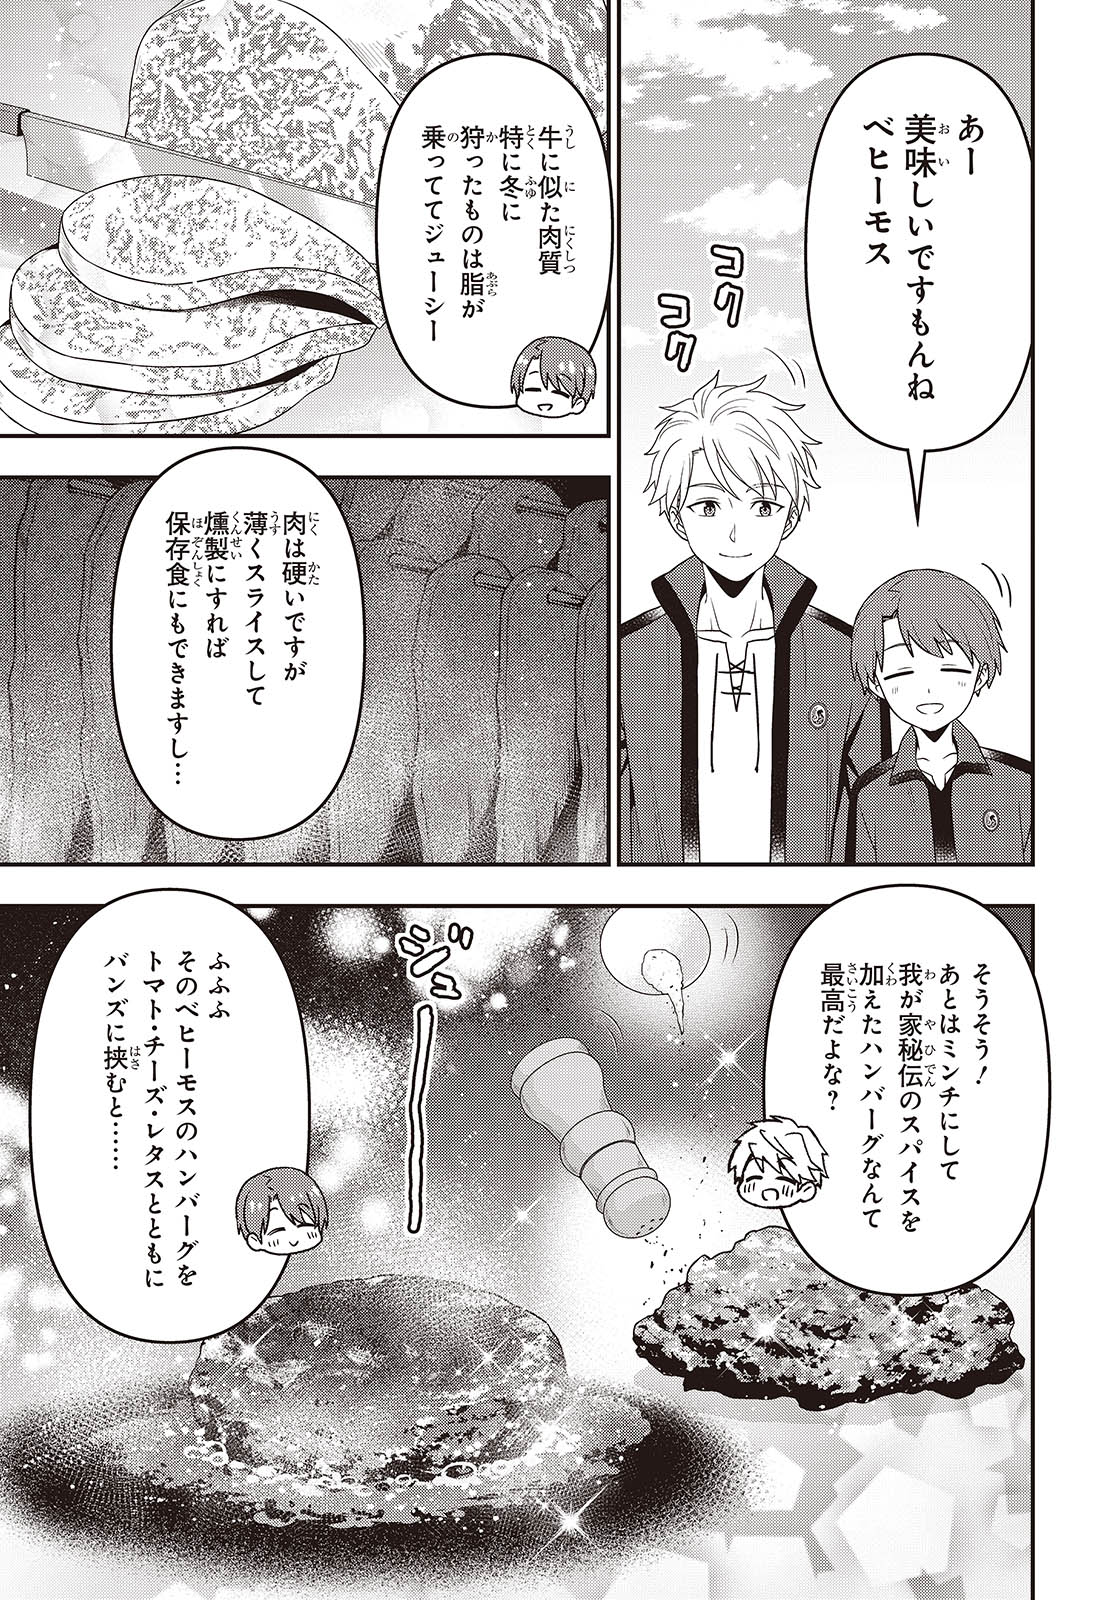 あー
美味しいですもんね
ベヒーモス
コク
コク
牛に似た肉質
特に冬に
狩ったものは脂が
乗っててジューシー
肉は硬いですが
薄くスライスして
燻製にすれば
保存食にもできますし…
そうそう！
あとはミンチにして
我が家秘伝のスパイスを
加えたハンバーグなんて
最高だよな？
ジュー
ふふふ
そのベヒーモスのハンバーグを
トマト・チーズ・レタスとともに
バンズに挟むと……